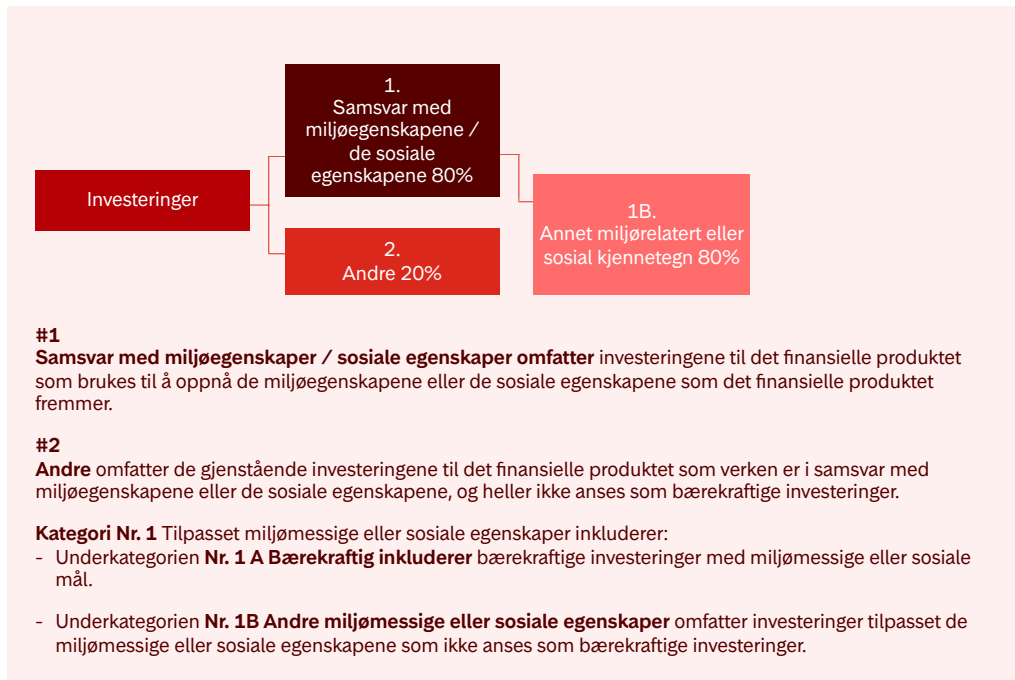 1.
Samsvar med
miljøegenskapene /
de sosiale
egenskapene 80%
Investeringer
1B.
Annet miljørelatert eller
sosial kjennetegn 80%
2.
Andre 20%
#1
Samsvar med miljøegenskaper / sosiale egenskaper omfatter investeringene til det finansielle produktet
som brukes til å oppnå de miljøegenskapene eller de sosiale egenskapene som det finansielle produktet
fremmer.
#2
Andre omfatter de gjenstående investeringene til det finansielle produktet som verken er i samsvar med
miljøegenskapene eller de sosiale egenskapene, og heller ikke anses som bærekraftige investeringer.
Kategori Nr. 1 Tilpasset miljømessige eller sosiale egenskaper inkluderer:
- Underkategorien Nr. 1 A Bærekraftig inkluderer bærekraftige investeringer med miljømessige eller sosiale
mål.
- Underkategorien Nr. 1B Andre miljømessige eller sosiale egenskaper omfatter investeringer tilpasset de
miljømessige eller sosiale egenskapene som ikke anses som bærekraftige investeringer.